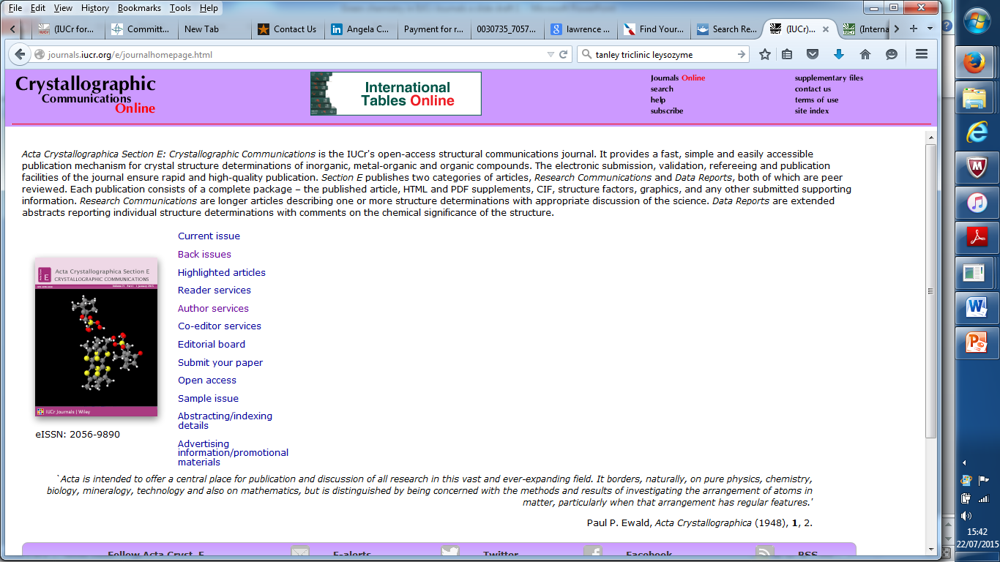 File Edit View History Bookmarks Tools Help
(IUCr for...
Committ...
New Tab
Contact Us
Angela C...
Payment for r...
0030735_7057...
lawrence ...
Find Your...
Search Re...
(IUCr)...
(Interna
journals.iucr.org/e/journalhomepage.html
tanley triclinic leysozyme
Crystallographic
Communications
Online
International
Tables Online
Journals Online
search
help
subscribe
supplementary files
contact us
terms of use
site index
Acta Crystallographica Section E: Crystallographic Communications is the IUCr's open-access structural communications journal. It provides a fast, simple and easily accessible
publication mechanism for crystal structure determinations of inorganic, metal-organic and organic compounds. The electronic submission, validation, refereeing and publication
facilities of the journal ensure rapid and high-quality publication. Section E publishes two categories of articles, Research Communications and Data Reports, both of which are peer
reviewed. Each publication consists of a complete package – the published article, HTML and PDF supplements, CIF, structure factors, graphics, and any other submitted supporting
information. Research Communications are longer articles describing one or more structure determinations with appropriate discussion of the science. Data Reports are extended
abstracts reporting individual structure determinations with comments on the chemical significance of the structure.
Current issue
Back issues
Highlighted articles
Reader services
Author services
Co-editor services
Editorial board
Submit your paper
Open access
Sample issue
Abstracting/indexing
details
Advertising
information/promotional
materials
E
Acta Crystallographica Section E
CRYSTALLOGRAPHIC COMMUNICATIONS
IUCr Journals | Wiley
eISSN: 2056-9890
`Acta is intended to offer a central place for publication and discussion of all research in this vast and ever-expanding field. It borders, naturally, on pure physics, chemistry,
biology, mineralogy, technology and also on mathematics, but is distinguished by being concerned with the methods and results of investigating the arrangement of atoms in
matter, particularly when that arrangement has regular features.'
Paul P. Ewald, Acta Crystallographica (1948), 1, 2.
Follow Acta Cryst. E
E-alerts
Twitter
Facebook
RSS
15:42
22/07/2015